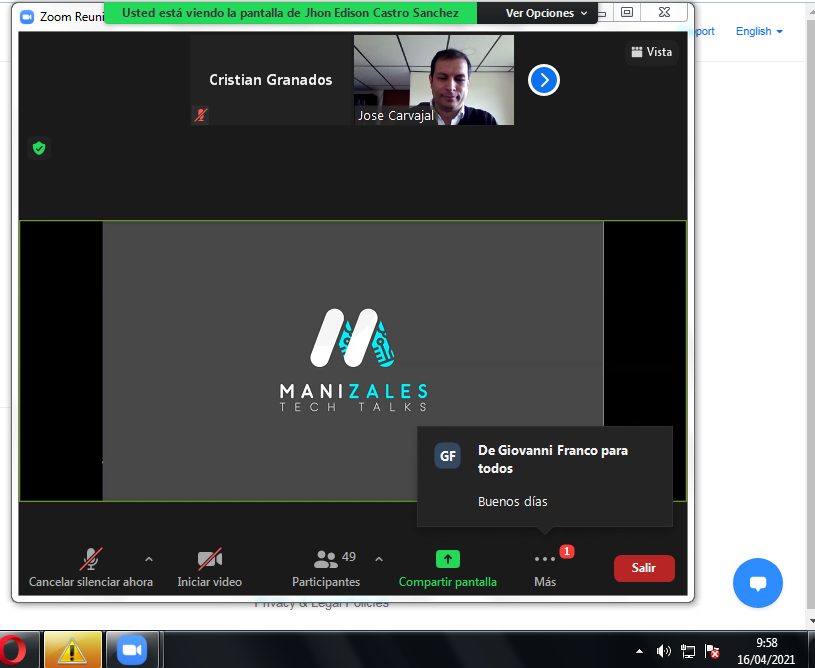 Zoom Reuni
Usted está viendo la pantalla de Jhon Edison Castro Sanchez
Ver Opciones
port
English
Cristian Granados
Jose Carvajal
Vista
MANIZALES
TECH TALKS
GF
De Giovanni Franco para
todos
Buenos días
Cancelar silenciar ahora
Iniciar video
49
Participantes
Compartir pantalla
1
Más
Salir
Privacy & Legal Policies
9:58
16/04/2021